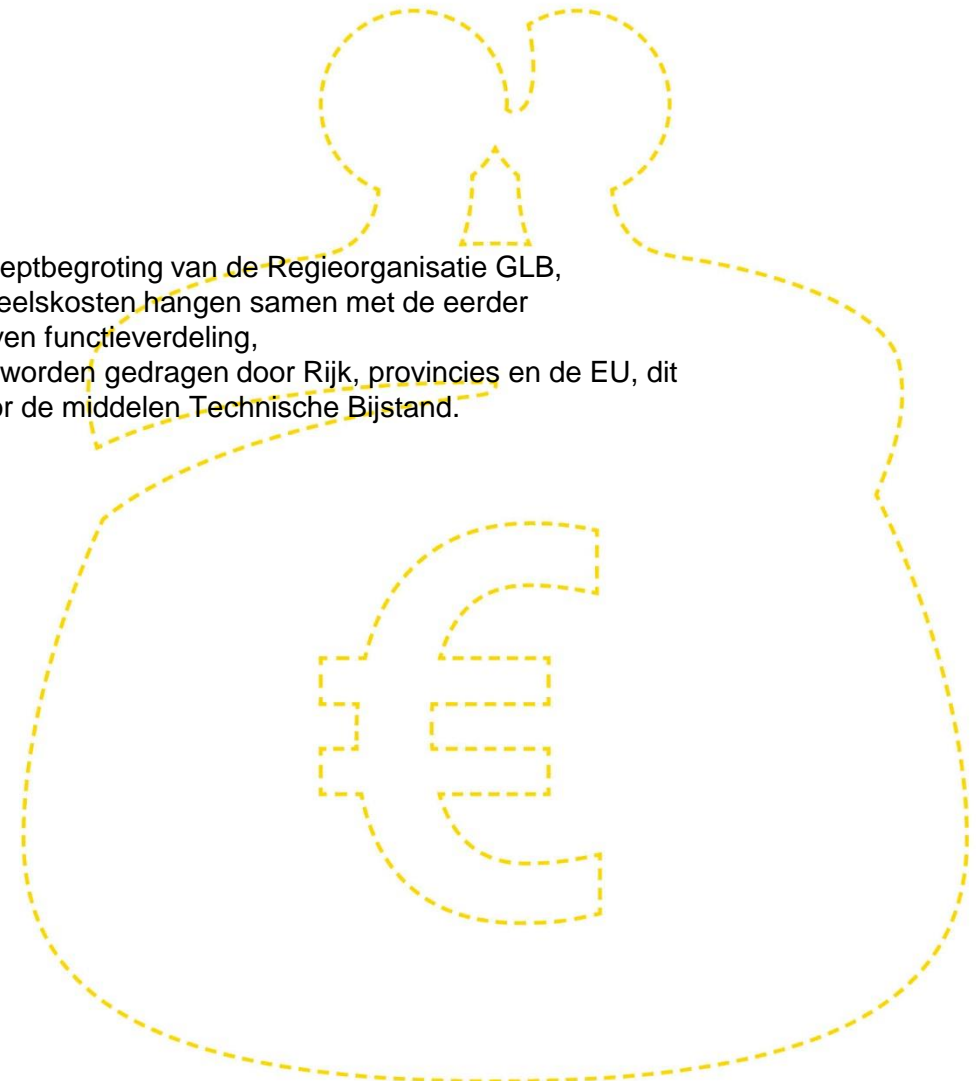 eptbegroting van de Regieorganisatie GLB,
eelskosten hangen samen met de eerder
ven functieverdeling,
worden gedragen door Rijk, provincies en de EU, dit
or de middelen Technische Bijstand.
€